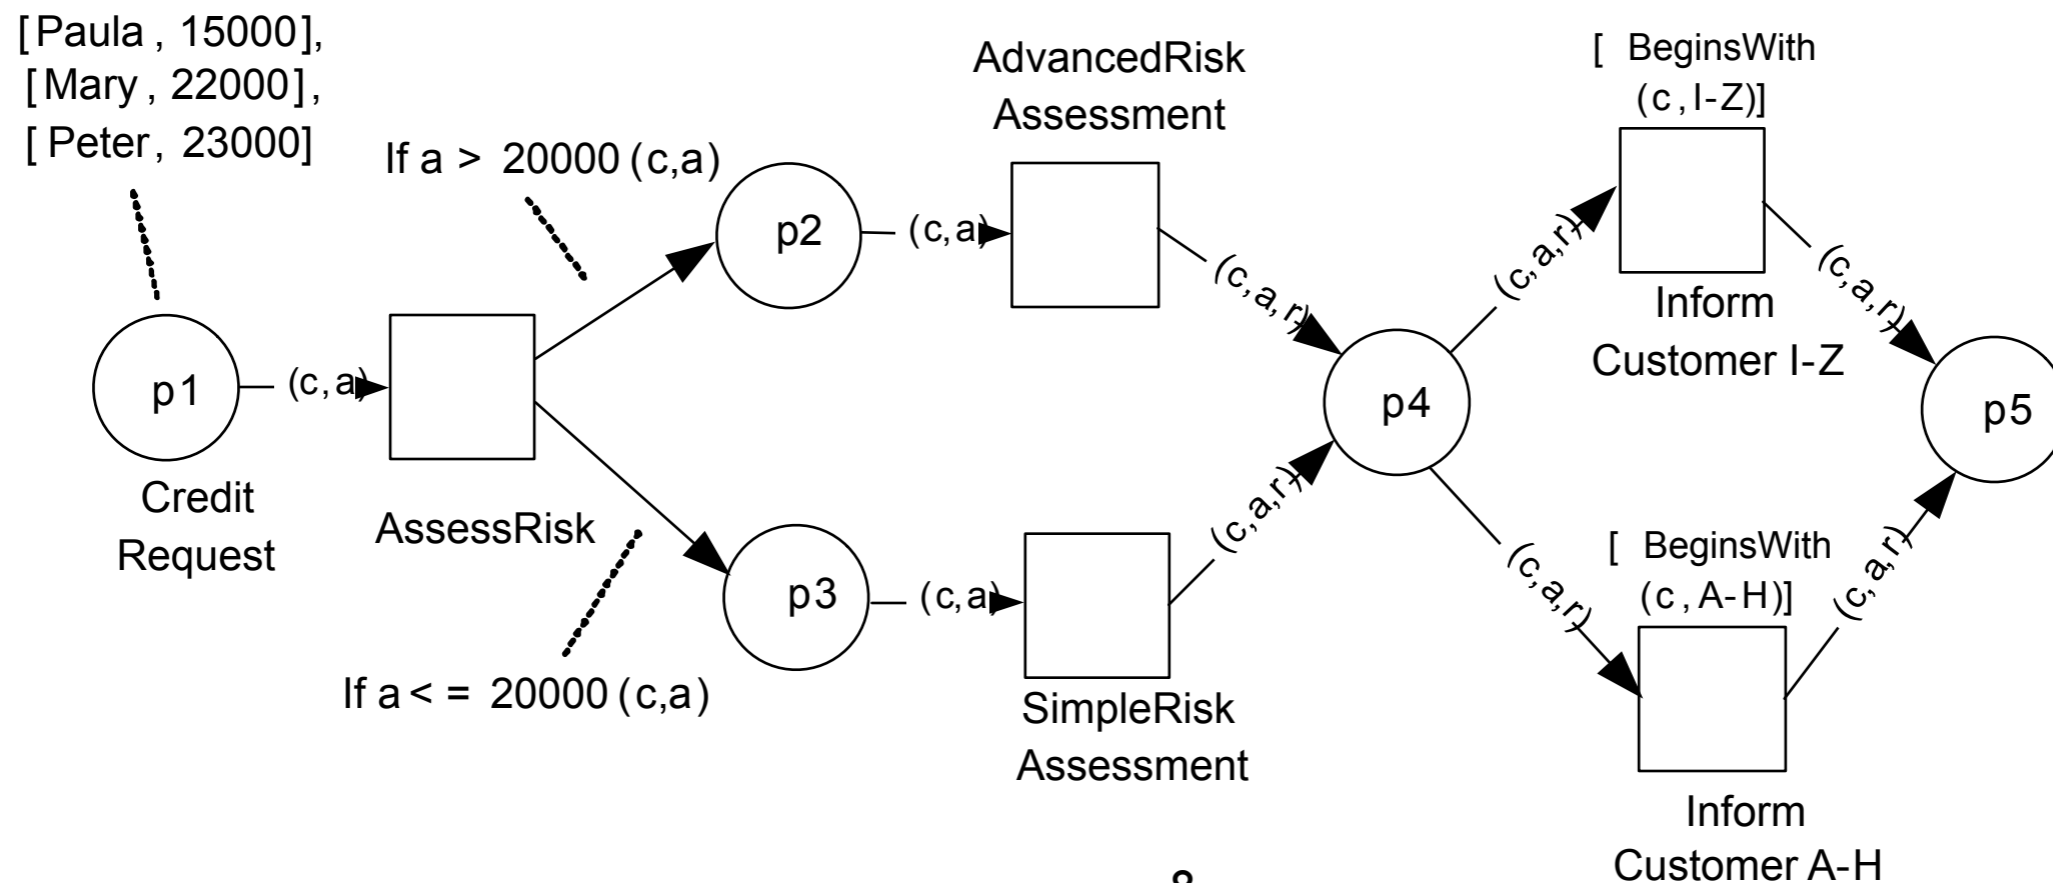 [Paula , 15000],
[Mary , 22000],
[ Peter , 23000]
If a > 20000 (c,a)
AdvancedRisk
Assessment
[ BeginsWith
(c , I-Z)]
p1
(c,a)
Credit
Request
AssessRisk
p2
(c,a)
(c,a,r)
(c,a,r)
Inform
Customer I-Z
(c,a,r)
p4
p5
If a < = 20000 (c,a)
p3
(c,a)
SimpleRisk
Assessment
(c,a,r)
(c,a,r)
[ BeginsWith
(c , A-H)]
(c,a,r)
Inform
Customer A-H